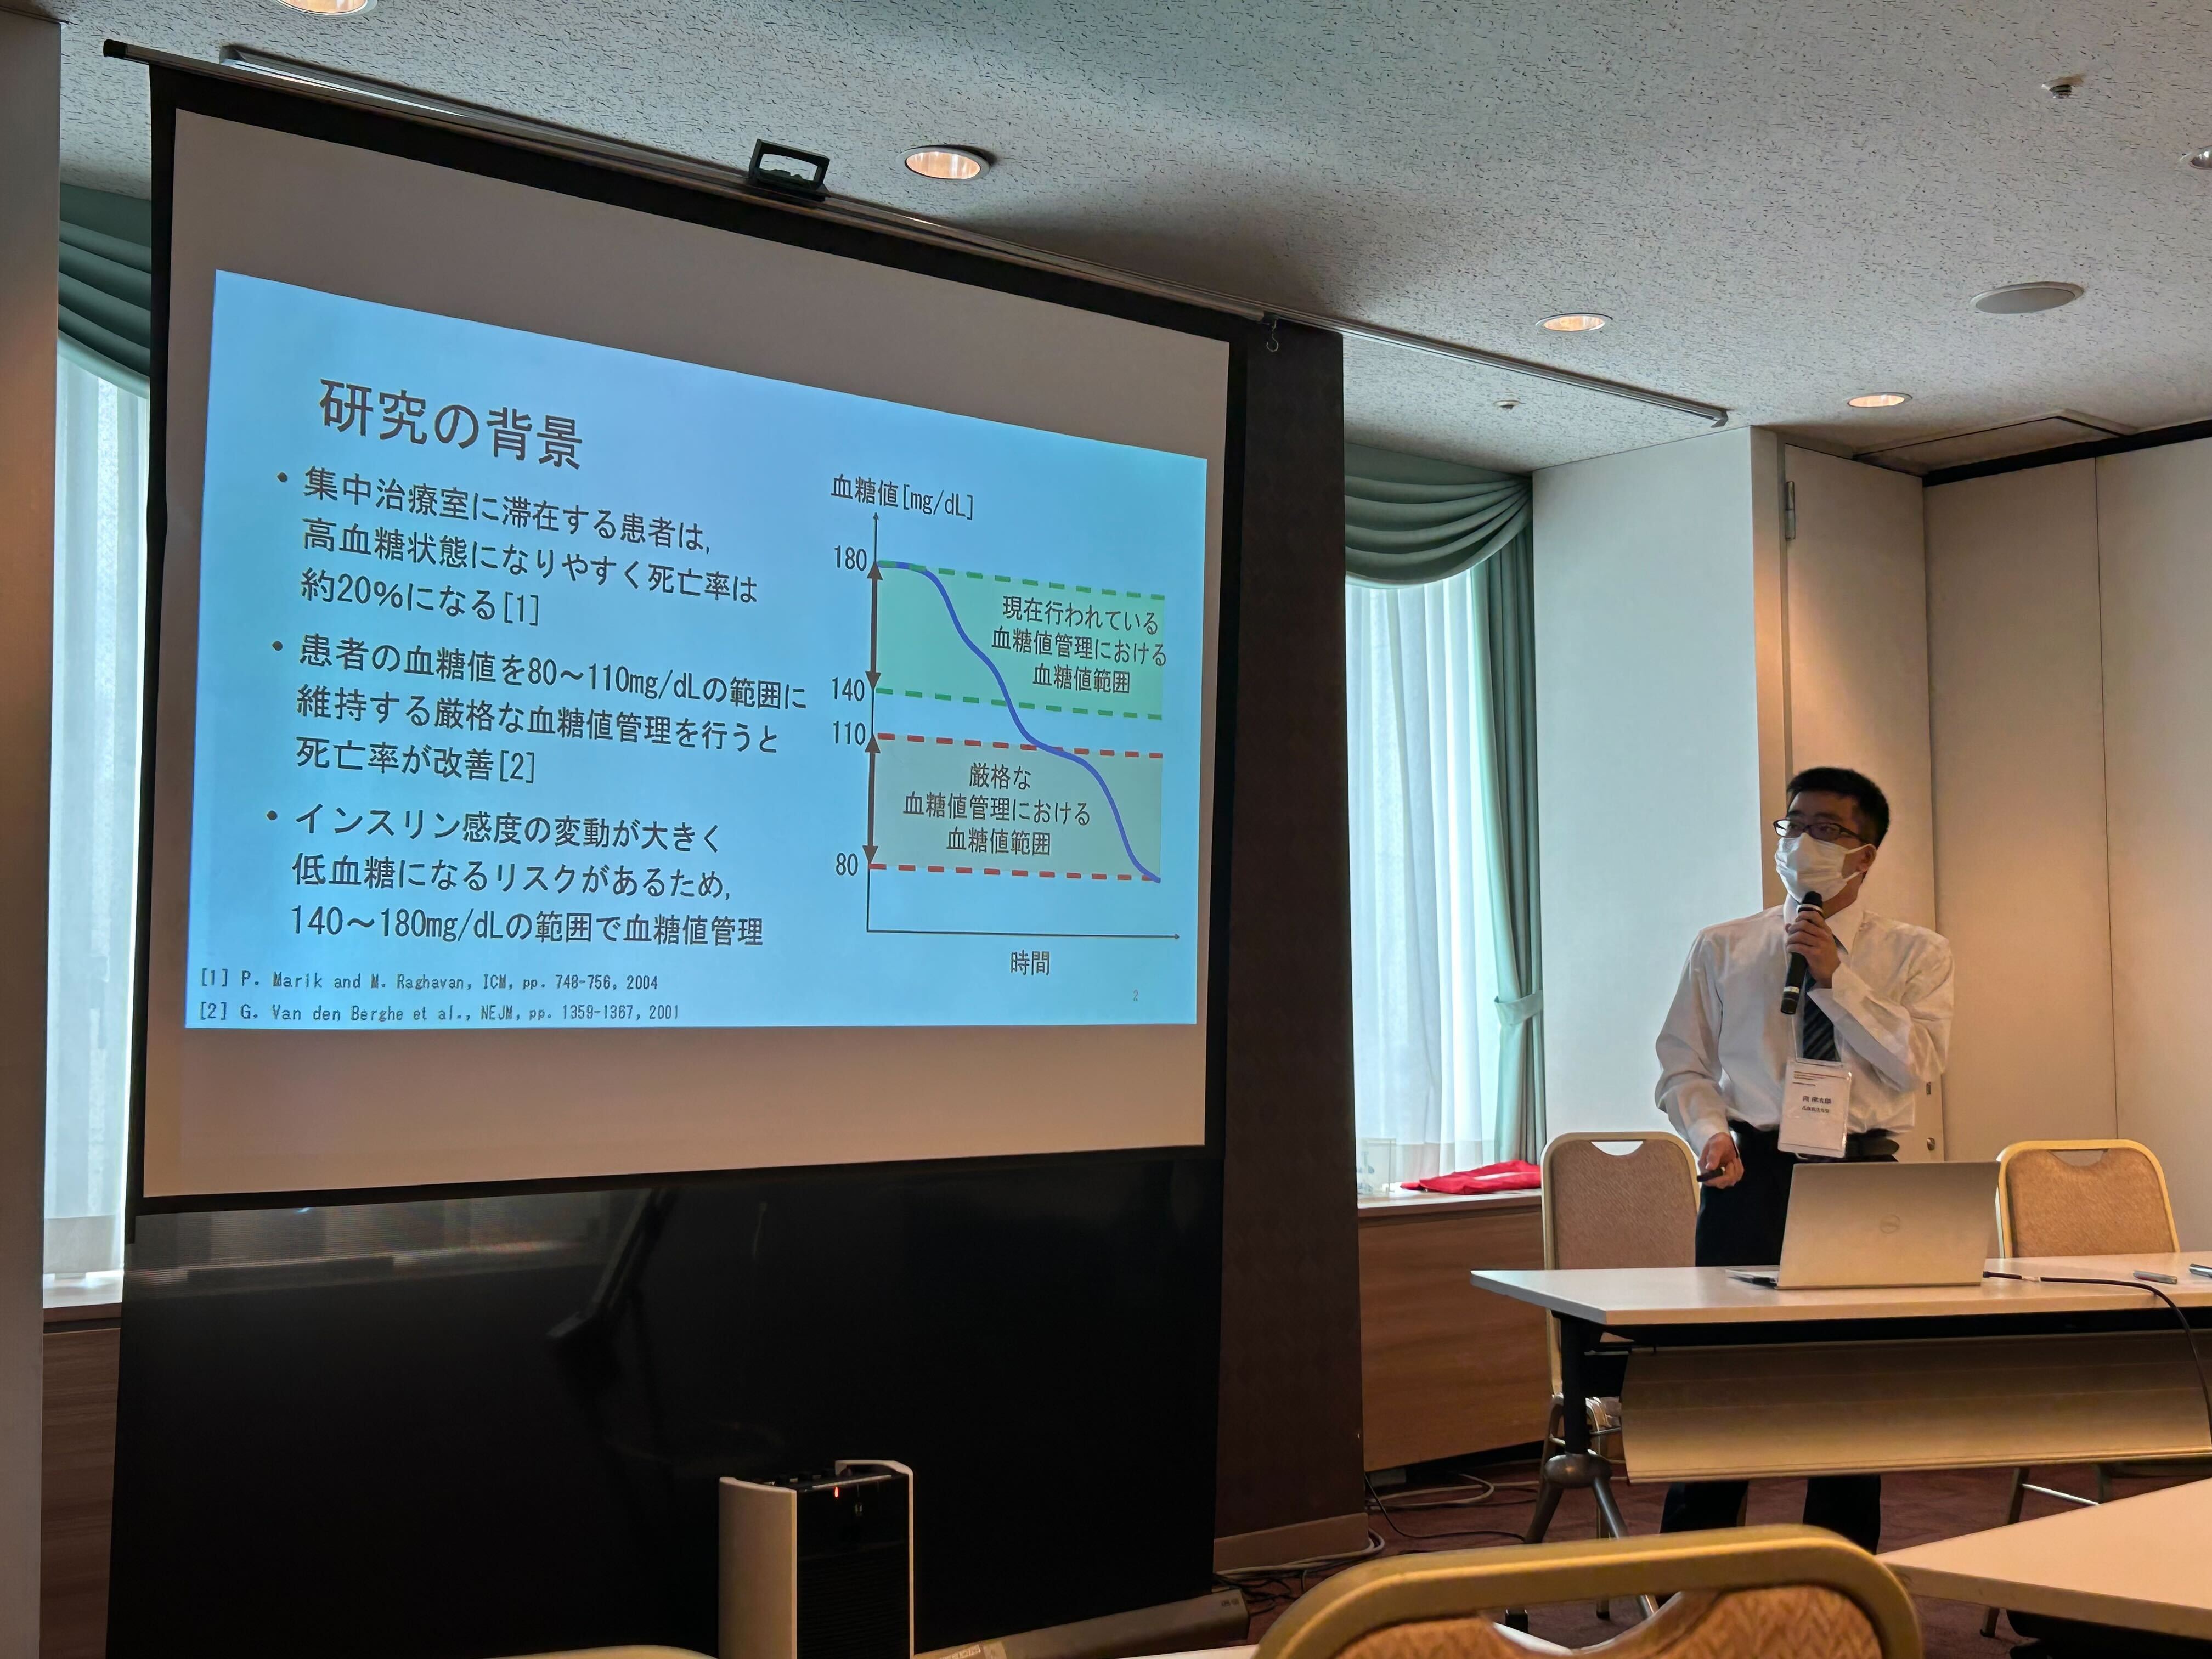 研究の背景
• 集中治療室に滞在する患者は,
高血糖状態になりやすく死亡率は
約20%になる[1]
• 患者の血糖値を80～110mg/dLの範囲に
維持する厳格な血糖値管理を行うと
死亡率が改善[2]
• インスリン感度の変動が大きく
低血糖になるリスクがあるため,
140～180mg/dLの範囲で血糖値管理
[1] P. Marik and M. Raghavan, ICM, pp. 748-756, 2004
[2] G. Van den Berghe et al., NEJM, pp. 1359-1367, 2001
血糖値[mg/dL]
180
現在行われている
血糖値管理における
血糖値範囲
140
110
厳格な
血糖値管理における
血糖値範囲
80
時間
2